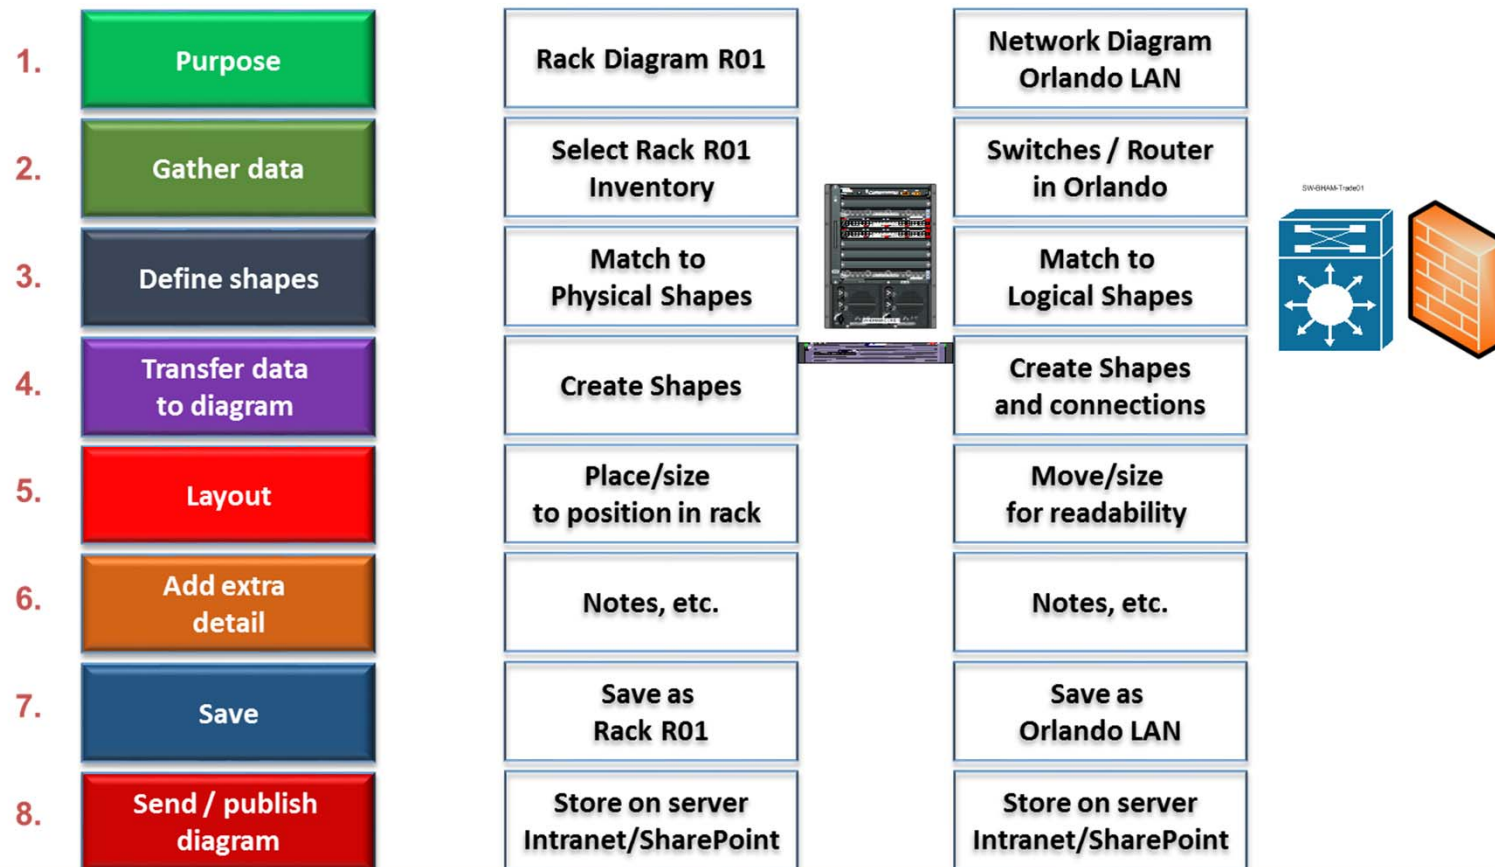 1.
Purpose
Rack Diagram R01
Network Diagram
Orlando LAN
2.
Gather data
Select Rack R01
Inventory
Switches / Router
in Orlando
SW-BHAM-Trade01
3.
Define shapes
Match to
Physical Shapes
Match to
Logical Shapes
4.
Transfer data
to diagram
Create Shapes
Create Shapes
and connections
5.
Layout
Place/size
to position in rack
Move/size
for readability
6.
Add extra
detail
Notes, etc.
Notes, etc.
7.
Save
Save as
Rack R01
Save as
Orlando LAN
8.
Send / publish
diagram
Store on server
Intranet/SharePoint
Store on server
Intranet/SharePoint